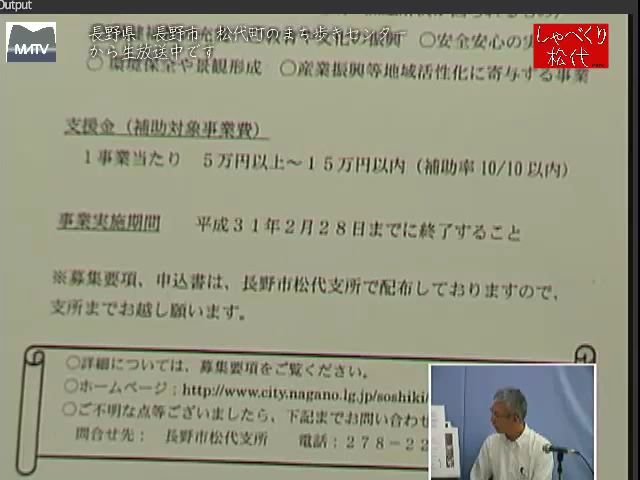 Output
MATV
長野県 長野市 松代町のまち歩きセンター
から生放送中です
しゃべくり
松代
○安全安心の
○環境保全や景観形成 ○産業振興等地域活性化に寄与する事業
支援金（補助対象事業費）
１事業当たり ５万円以上～１５万円以内（補助率10/10以内）
事業実施期間 平成３１年２月２８日までに終了すること
※募集要項、申込書は、長野市松代支所で配布しておりますので、
支所までお越し願います。
○詳細については、募集要項をご覧ください。
○ホームページ：http://www.city.nagano.lg.jp/soshiki/
○ご不明な点等ございましたら、下記までお問い合わせ
問合せ先： 長野市松代支所 電話：２７８－２２